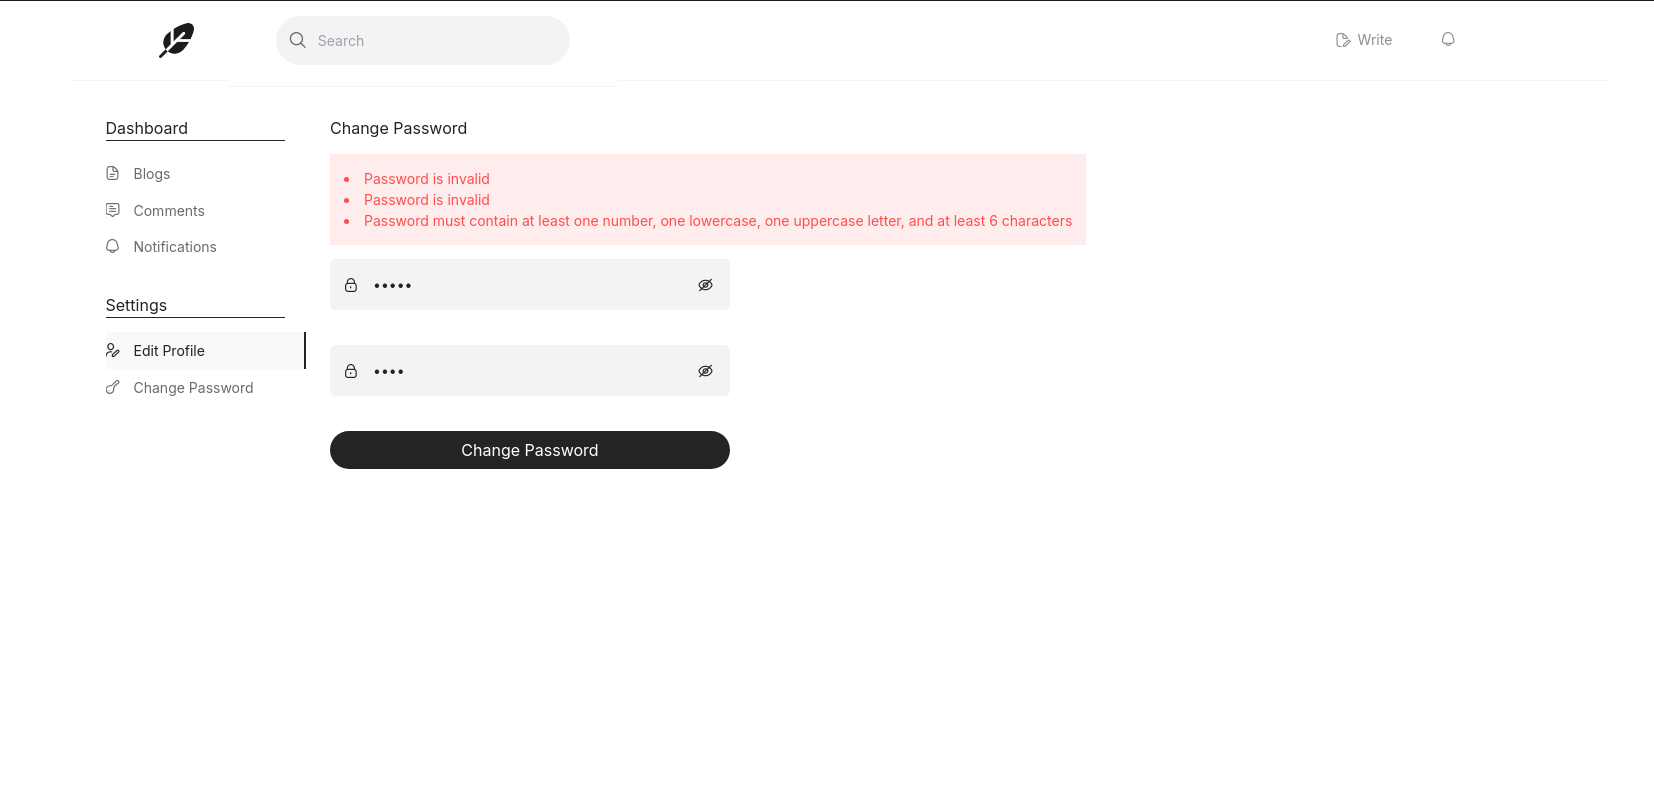 Search
Write
Dashboard
Blogs
Comments
Notifications
Settings
Edit Profile
Change Password
Change Password
• Password is invalid
• Password is invalid
• Password must contain at least one number, one lowercase, one uppercase letter, and at least 6 characters
•••••
••••
Change Password